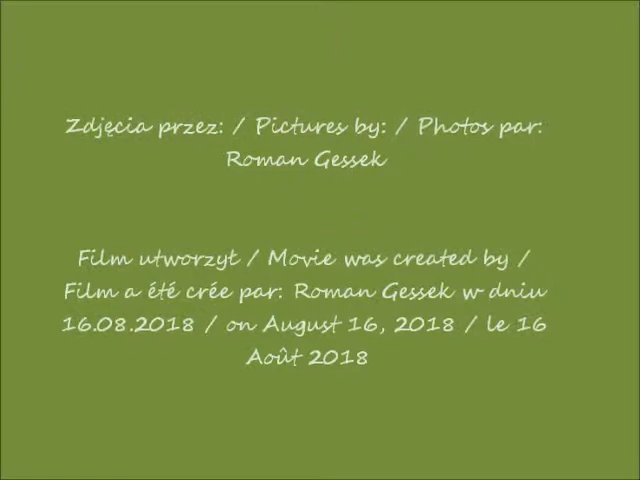 Zdjęcia przez: / Pictures by: / Photos par:
Roman Gessek
Film utworzył / Movie was created by /
Film a été crée par: Roman Gessek w dniu
16.08.2018 / on August 16, 2018 / le 16
Août 2018